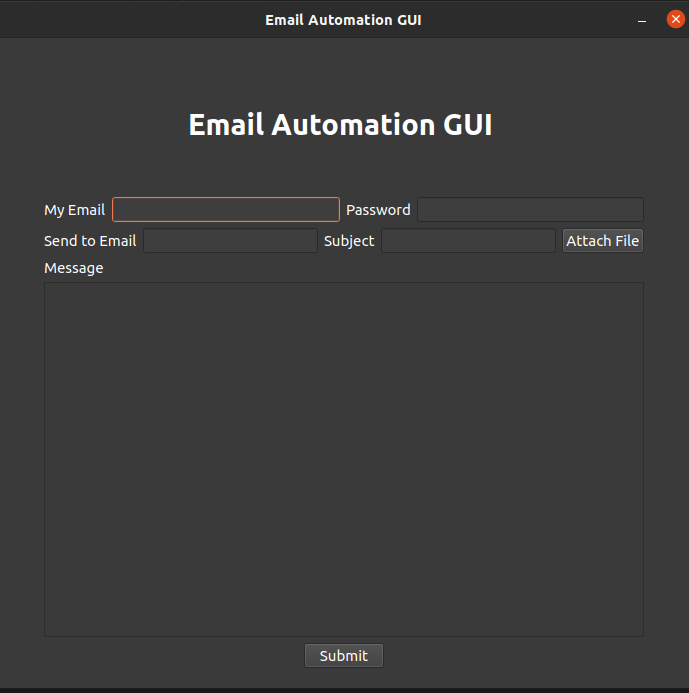 Email Automation GUI
Email Automation GUI
My Email Password
Send to Email Subject Attach File
Message
Submit